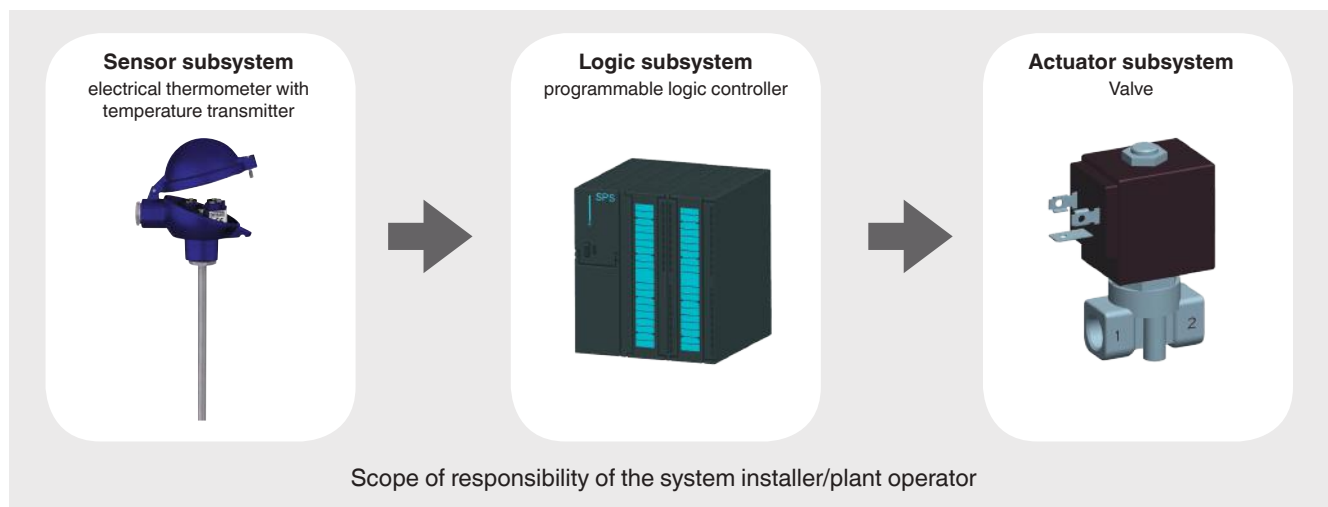 Sensor subsystem
electrical thermometer with
temperature transmitter
Logic subsystem
programmable logic controller
SPS
Actuator subsystem
Valve
1
2
Scope of responsibility of the system installer/plant operator